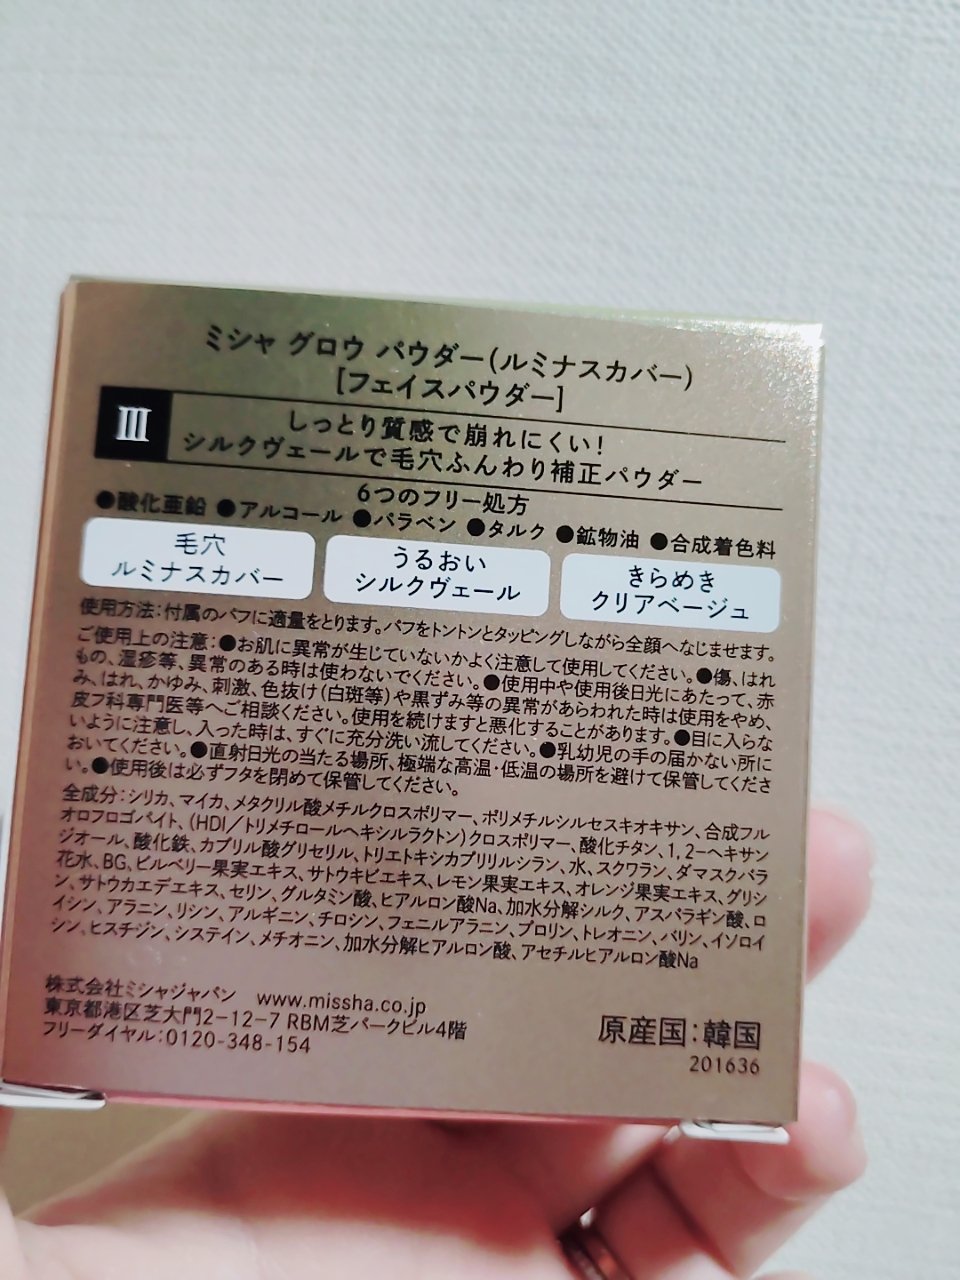 ミシャ グロウ パウダー(ルミナスカバー)
[フェイスパウダー]
III
しっとり質感で崩れにくい!
シルクヴェールで毛穴ふんわり補正パウダー
6つのフリー処方
●酸化亜鉛 ●アルコール ●パラベン ●タルク ●鉱物油 ●合成着色料
毛穴
ルミナスカバー
うるおい
シルクヴェール
きらめき
クリアベージュ
使用方法:付属のパフに適量をとります。パフをトントンとタッピングしながら全顔へなじませます。
ご使用上の注意:●お肌に異常が生じていないかよく注意して使用してください。●傷、はれ
もの、湿疹等、異常のある時は使わないでください。●使用中や使用後日光にあたって、赤
み、はれ、かゆみ、刺激、色抜け(白斑等)や黒ずみ等の異常があらわれた時は使用をやめ、
皮フ科専門医等へご相談ください。使用を続けますと悪化することがあります。●目に入らな
いように注意し、入った時は、すぐに充分洗い流してください。●乳幼児の手の届かない所に
おいてください。●直射日光の当たる場所、極端な高温・低温の場所を避けて保管してくださ
い。●使用後は必ずフタを閉めて保管してください。
全成分:シリカ、マイカ、メタクリル酸メチルクロスポリマー、ポリメチルシルセスキオキサン、合成フル
オロフロゴパイト、(HDI/トリメチロールヘキシルラクトン)クロスポリマー、酸化チタン、1,2-ヘキサン
ジオール、酸化鉄、カプリル酸グリセリル、トリエトキシカプリリルシラン、水、スクワラン、ダマスクバラ
花水、BG、ビルベリー果実エキス、サトウキビエキス、レモン果実エキス、オレンジ果実エキス、グリシ
ン、サトウカエデエキス、セリン、グルタミン酸、ヒアルロン酸Na、加水分解シルク、アスパラギン酸、ロ
イシン、アラニン、リシン、アルギニン、チロシン、フェニルアラニン、プロリン、トレオニン、バリン、イソロイ
シン、ヒスチジン、システイン、メチオニン、加水分解ヒアルロン酸、アセチルヒアルロン酸Na
株式会社ミシャジャパン www.missha.co.jp
東京都港区芝大門2-12-7 RBM芝パークビル4階
フリーダイヤル:0120-348-154
原産国:韓国
201636